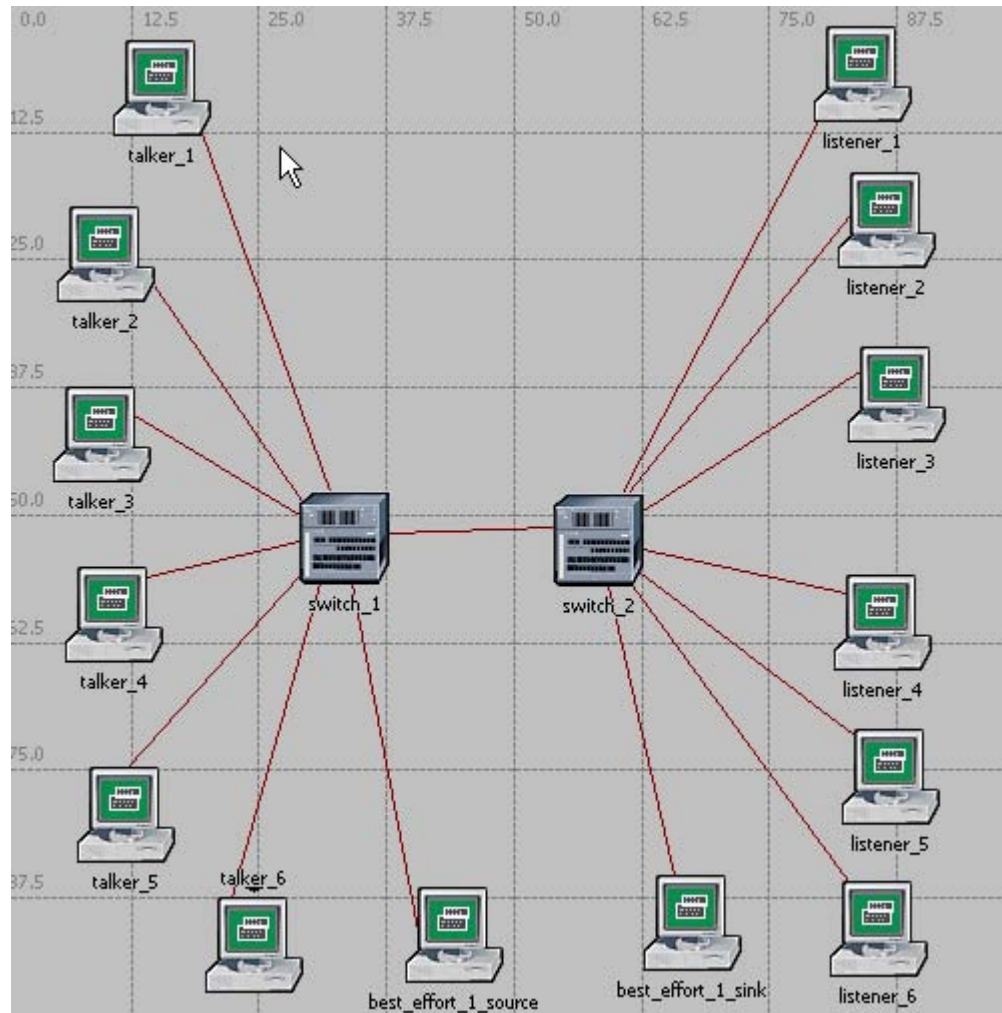 0.0 12.5 25.0 37.5 50.0 62.5 75.0 87.5
talker_1
listener_1
12.5
talker_2
listener_2
25.0
talker_3
listener_3
37.5
50.0
switch_1
switch_2
talker_4
listener_4
62.5
talker_5
listener_5
75.0
talker_6
87.5
best_effort_1_source
best_effort_1_sink
listener_6